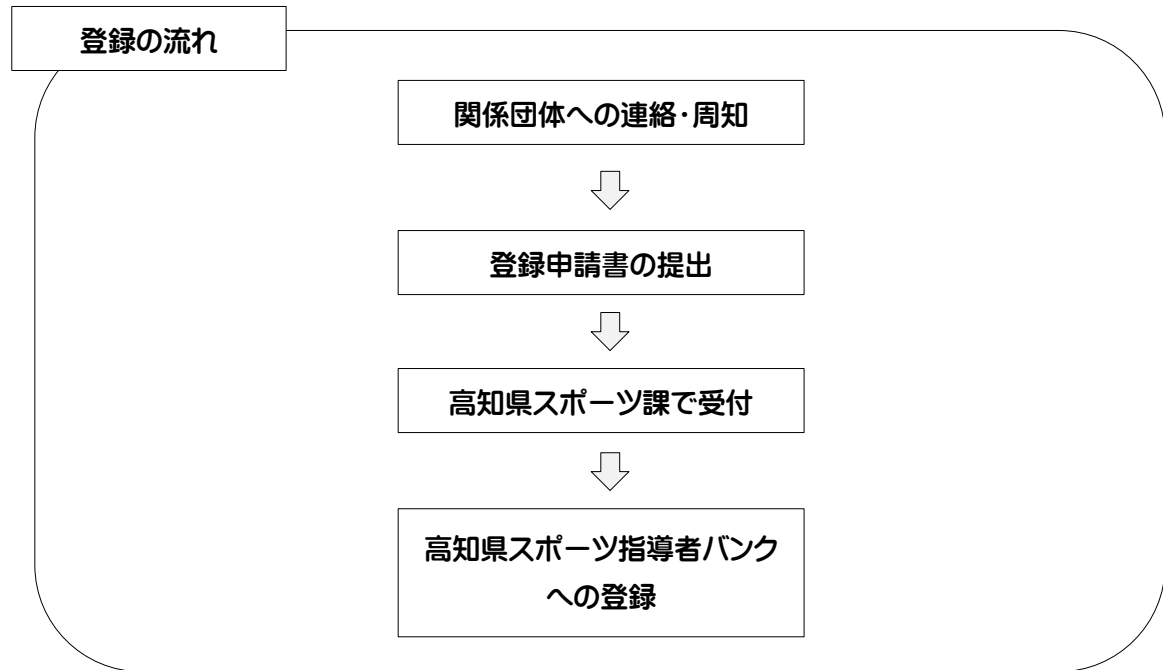 登録の流れ
関係団体への連絡・周知
登録申請書の提出
高知県スポーツ課で受付
高知県スポーツ指導者バンク
への登録